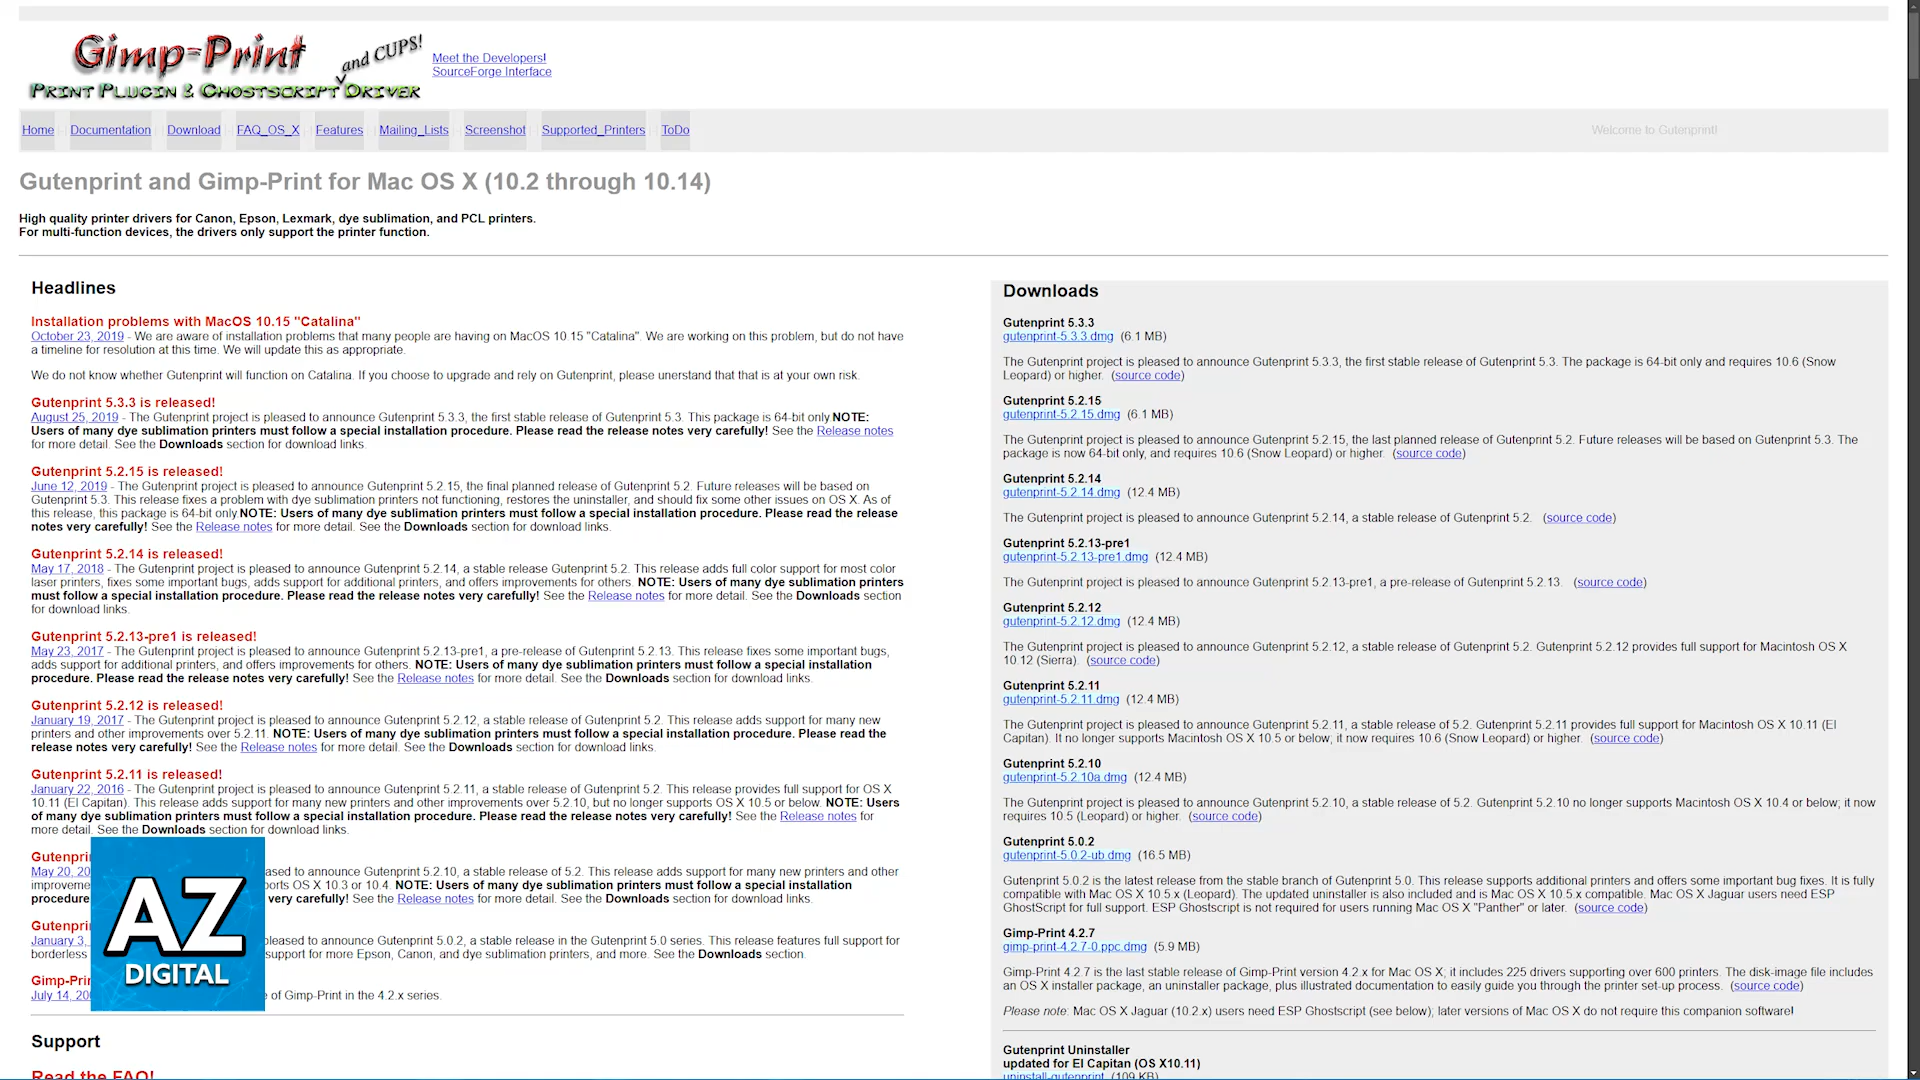 Gimp-Print and CUPS!
Print Plugin & Ghostscript Driver
Meet the Developers!
SourceForge Interface
Home Documentation Download FAQ_OS_X Features Mailing_Lists Screenshot Supported_Printers ToDo Welcome to Gutenprint!
Gutenprint and Gimp-Print for Mac OS X (10.2 through 10.14)
High quality printer drivers for Canon, Epson, Lexmark, dye sublimation, and PCL printers.
For multi-function devices, the drivers only support the printer function.
Headlines
Installation problems with MacOS 10.15 "Catalina"
October 23, 2019 - We are aware of installation problems that many people are having on MacOS 10.15 "Catalina". We are working on this problem, but do not have
a timeline for resolution at this time. We will update this as appropriate.
We do not know whether Gutenprint will function on Catalina. If you choose to upgrade and rely on Gutenprint, please unerstand that that is at your own risk.
Gutenprint 5.3.3 is released!
August 25, 2019 - The Gutenprint project is pleased to announce Gutenprint 5.3.3, the first stable release of Gutenprint 5.3. This package is 64-bit only NOTE:
Users of many dye sublimation printers must follow a special installation procedure. Please read the release notes very carefully! See the Release notes
for more detail. See the Downloads section for download links.
Gutenprint 5.2.15 is released!
June 12, 2019 - The Gutenprint project is pleased to announce Gutenprint 5.2.15, the final planned release of Gutenprint 5.2. Future releases will be based on
Gutenprint 5.3. This release fixes a problem with dye sublimation printers not functioning, restores the uninstaller, and should fix some other issues on OS X. As of
this release, this package is 64-bit only NOTE: Users of many dye sublimation printers must follow a special installation procedure. Please read the release
notes very carefully! See the Release notes for more detail. See the Downloads section for download links.
Gutenprint 5.2.14 is released!
May 17, 2018 - The Gutenprint project is pleased to announce Gutenprint 5.2.14, a stable release Gutenprint 5.2. This release adds full color support for most color
laser printers, fixes some important bugs, adds support for additional printers, and offers improvements for others. NOTE: Users of many dye sublimation printers
must follow a special installation procedure. Please read the release notes very carefully! See the Release notes for more detail. See the Downloads section
for download links.
Gutenprint 5.2.13-pre1 is released!
May 23, 2017 - The Gutenprint project is pleased to announce Gutenprint 5.2.13-pre1, a pre-release of Gutenprint 5.2.13. This release fixes some important bugs,
adds support for additional printers, and offers improvements for others. NOTE: Users of many dye sublimation printers must follow a special installation
procedure. Please read the release notes very carefully! See the Release notes for more detail. See the Downloads section for download links.
Gutenprint 5.2.12 is released!
January 19, 2017 - The Gutenprint project is pleased to announce Gutenprint 5.2.12, a stable release of Gutenprint 5.2. This release adds support for many new
printers and other improvements over 5.2.11. NOTE: Users of many dye sublimation printers must follow a special installation procedure. Please read the
release notes very carefully! See the Release notes for more detail. See the Downloads section for download links.
Gutenprint 5.2.11 is released!
January 22, 2016 - The Gutenprint project is pleased to announce Gutenprint 5.2.11, a stable release of Gutenprint 5.2. This release provides full support for OS X
10.11 (El Capitan). This release adds support for many new printers and other improvements over 5.2.10, but no longer supports OS X 10.5 or below. NOTE: Users
of many dye sublimation printers must follow a special installation procedure. Please read the release notes very carefully! See the Release notes for
more detail. See the Downloads section for download links.
Gutenpri
May 20, 20 ased to announce Gutenprint 5.2.10, a stable release of 5.2. This release adds support for many new printers and other
improveme orts OS X 10.3 or 10.4. NOTE: Users of many dye sublimation printers must follow a special installation
procedure very carefully! See the Release notes for more detail. See the Downloads section for download links.
Gutenpri
January 3, leased to announce Gutenprint 5.0.2, a stable release in the Gutenprint 5.0 series. This release features full support for
borderless support for more Epson, Canon, and dye sublimation printers, and more. See the Downloads section.
Gimp-Pri
July 14, 20 e of Gimp-Print in the 4.2.x series.
AZ
DIGITAL
Support
Read the FAQ!
Downloads
Gutenprint 5.3.3
gutenprint-5.3.3.dmg (6.1 MB)
The Gutenprint project is pleased to announce Gutenprint 5.3.3, the first stable release of Gutenprint 5.3. The package is 64-bit only and requires 10.6 (Snow
Leopard) or higher. (source code)
Gutenprint 5.2.15
gutenprint-5.2.15.dmg (6.1 MB)
The Gutenprint project is pleased to announce Gutenprint 5.2.15, the last planned release of Gutenprint 5.2. Future releases will be based on Gutenprint 5.3. The
package is now 64-bit only, and requires 10.6 (Snow Leopard) or higher. (source code)
Gutenprint 5.2.14
gutenprint-5.2.14.dmg (12.4 MB)
The Gutenprint project is pleased to announce Gutenprint 5.2.14, a stable release of Gutenprint 5.2. (source code)
Gutenprint 5.2.13-pre1
gutenprint-5.2.13-pre1.dmg (12.4 MB)
The Gutenprint project is pleased to announce Gutenprint 5.2.13-pre1, a pre-release of Gutenprint 5.2.13. (source code)
Gutenprint 5.2.12
gutenprint-5.2.12.dmg (12.4 MB)
The Gutenprint project is pleased to announce Gutenprint 5.2.12, a stable release of Gutenprint 5.2. Gutenprint 5.2.12 provides full support for Macintosh OS X
10.12 (Sierra). (source code)
Gutenprint 5.2.11
gutenprint-5.2.11.dmg (12.4 MB)
The Gutenprint project is pleased to announce Gutenprint 5.2.11, a stable release of 5.2. Gutenprint 5.2.11 provides full support for Macintosh OS X 10.11 (El
Capitan). It no longer supports Macintosh OS X 10.5 or below; it now requires 10.6 (Snow Leopard) or higher. (source code)
Gutenprint 5.2.10
gutenprint-5.2.10a.dmg (12.4 MB)
The Gutenprint project is pleased to announce Gutenprint 5.2.10, a stable release of 5.2. Gutenprint 5.2.10 no longer supports Macintosh OS X 10.4 or below; it now
requires 10.5 (Leopard) or higher. (source code)
Gutenprint 5.0.2
gutenprint-5.0.2-ub.dmg (16.5 MB)
Gutenprint 5.0.2 is the latest release from the stable branch of Gutenprint 5.0. This release supports additional printers and offers some important bug fixes. It is fully
compatible with Mac OS X 10.5.x (Leopard). The updated uninstaller is also included and is Mac OS X 10.5.x compatible. Mac OS X Jaguar users need ESP
GhostScript for full support. ESP Ghostscript is not required for users running Mac OS X "Panther" or later. (source code)
Gimp-Print 4.2.7
gimp-print-4.2.7-0.ppc.dmg (5.9 MB)
Gimp-Print 4.2.7 is the last stable release of Gimp-Print version 4.2.x for Mac OS X; it includes 225 drivers supporting over 600 printers. The disk-image file includes
an OS X installer package, an uninstaller package, plus illustrated documentation to easily guide you through the printer set-up process. (source code)
Please note: Mac OS X Jaguar (10.2.x) users need ESP Ghostscript (see below); later versions of Mac OS X do not require this companion software!
Gutenprint Uninstaller
updated for El Capitan (OS X10.11)
uninstall-gutenprint (109 KB)